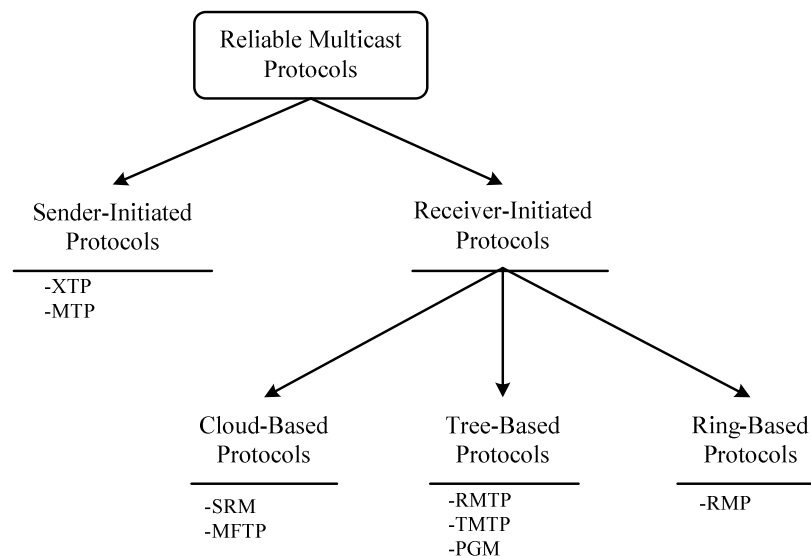 Reliable Multicast
Protocols
Sender-Initiated
Protocols
-XTP
-MTP
Receiver-Initiated
Protocols
Cloud-Based
Protocols
-SRM
-MFTP
Tree-Based
Protocols
-RMTP
-TMTP
-PGM
Ring-Based
Protocols
-RMP